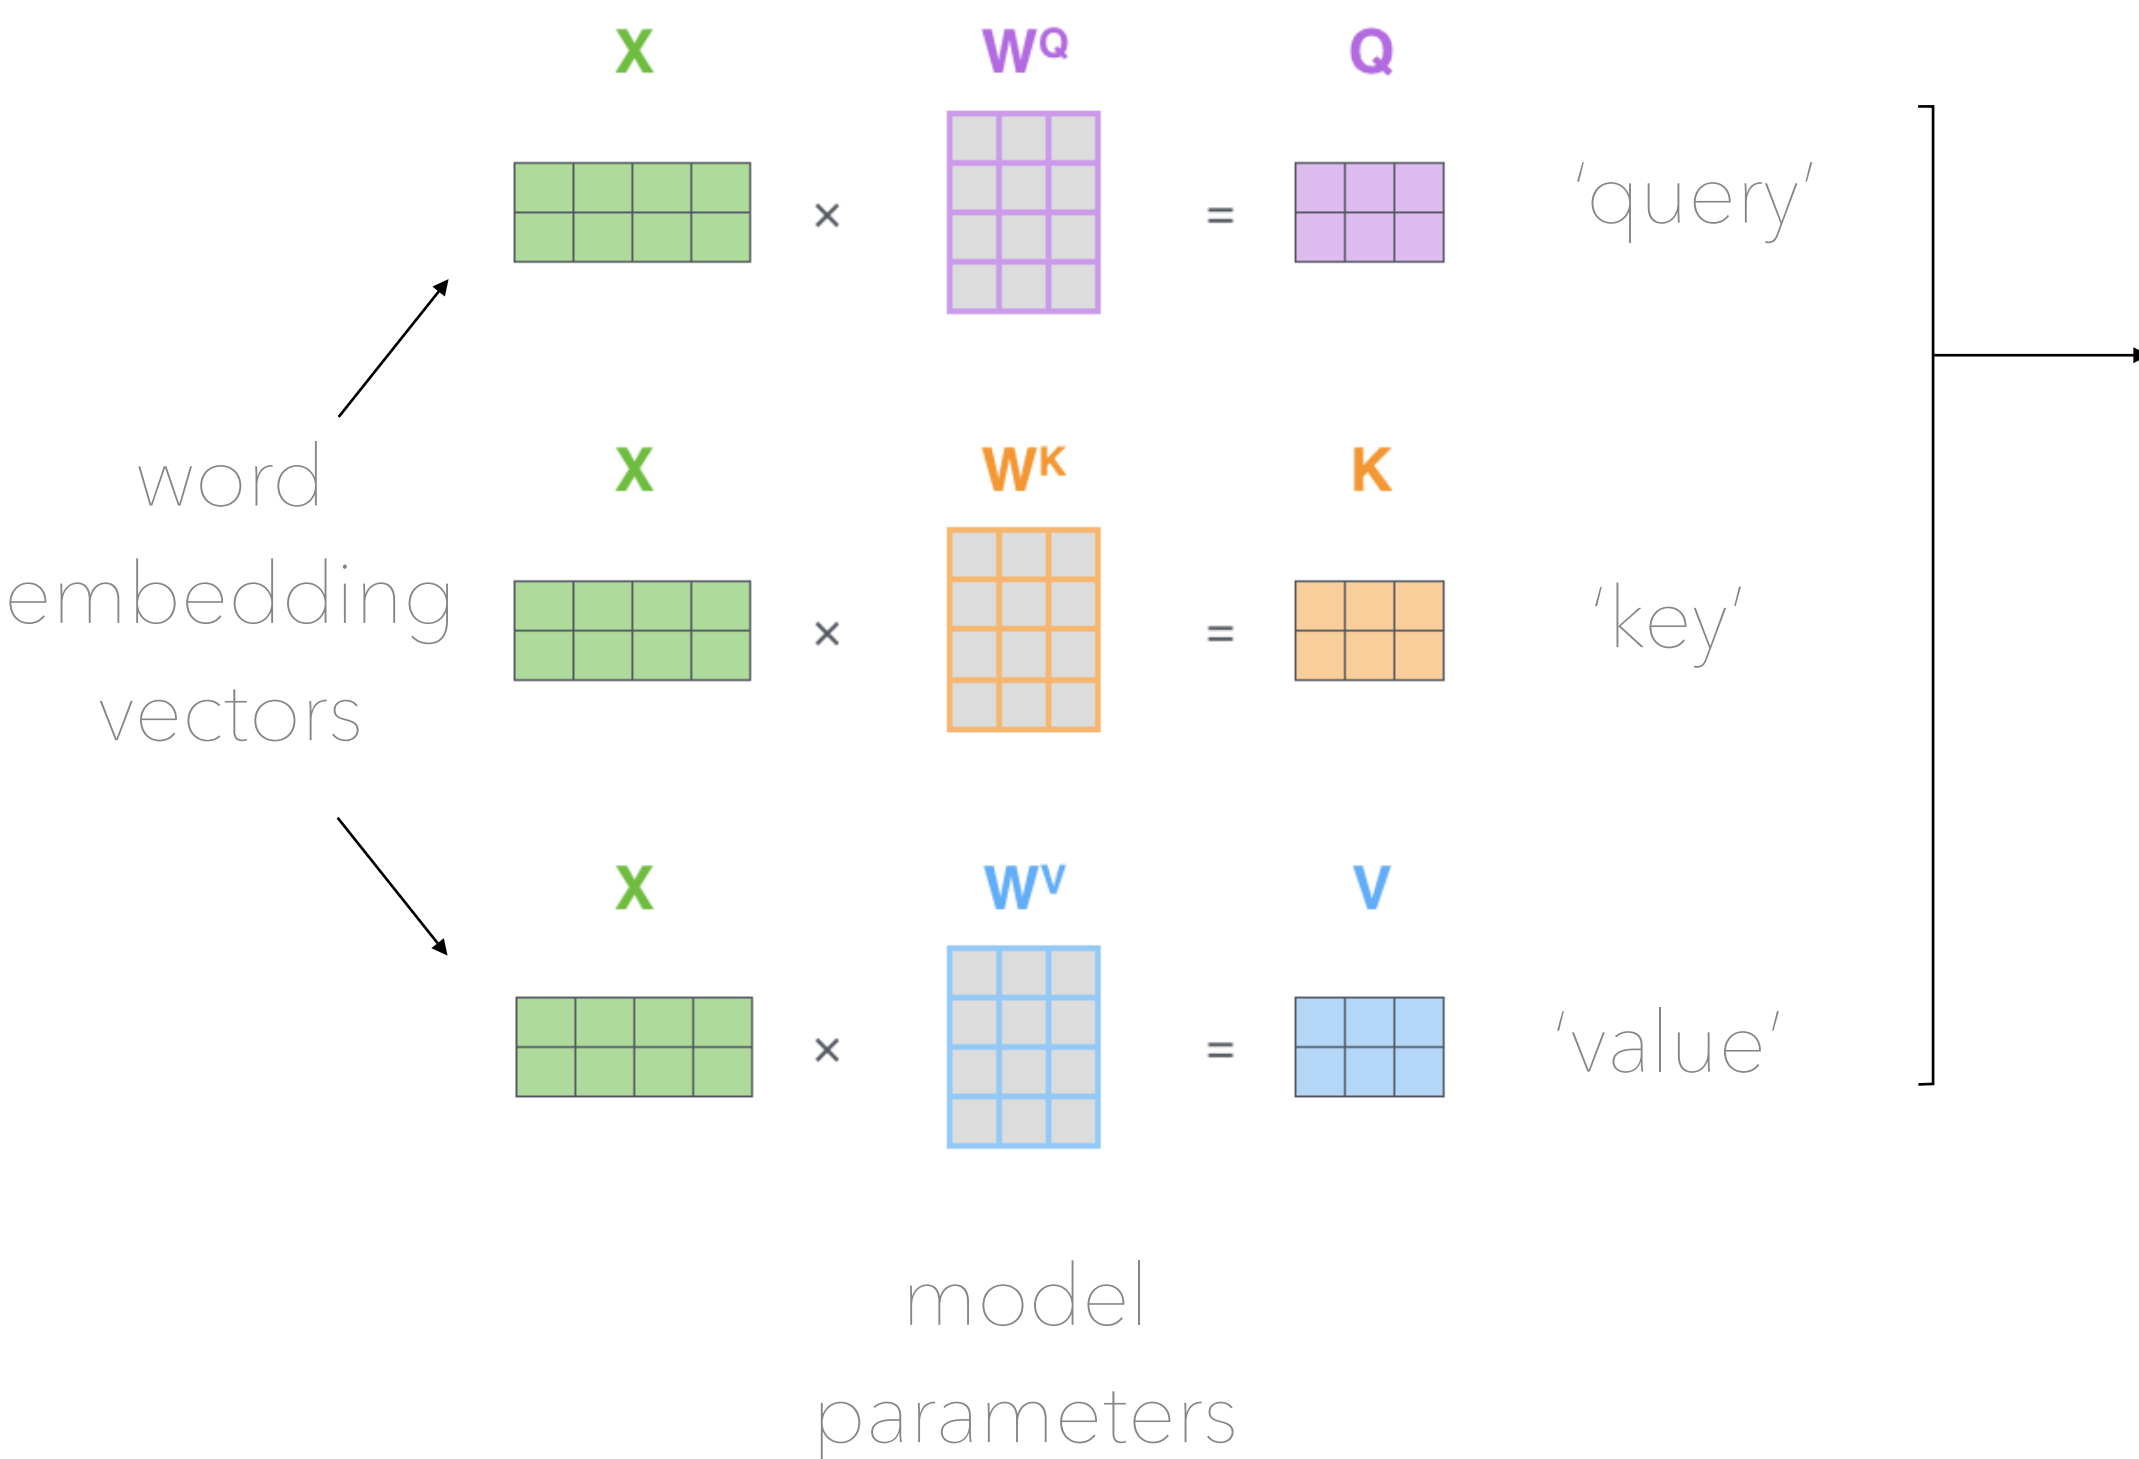 X × W^Q = Q 'query'
word
embedding
vectors
X × W^K = K 'key'
X × W^V = V 'value'
model
parameters